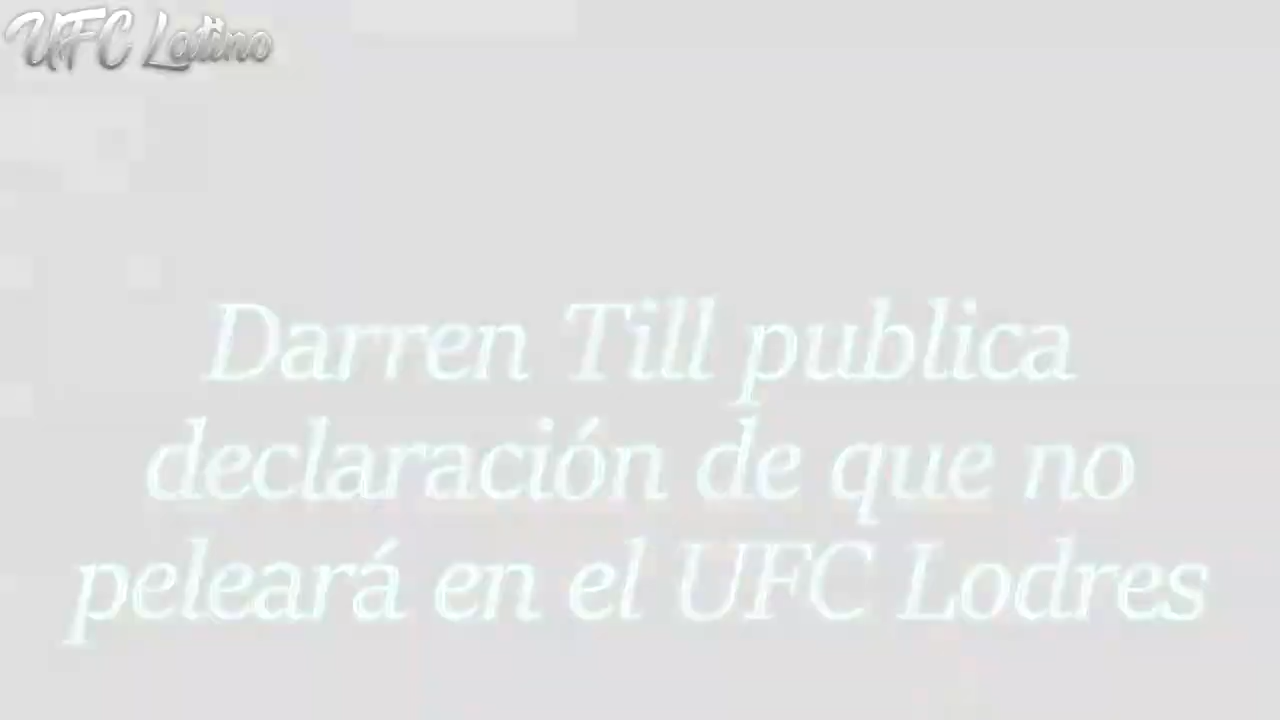 UFC Latino
Darren Till publica
declaración de que no
peleará en el UFC Lodres